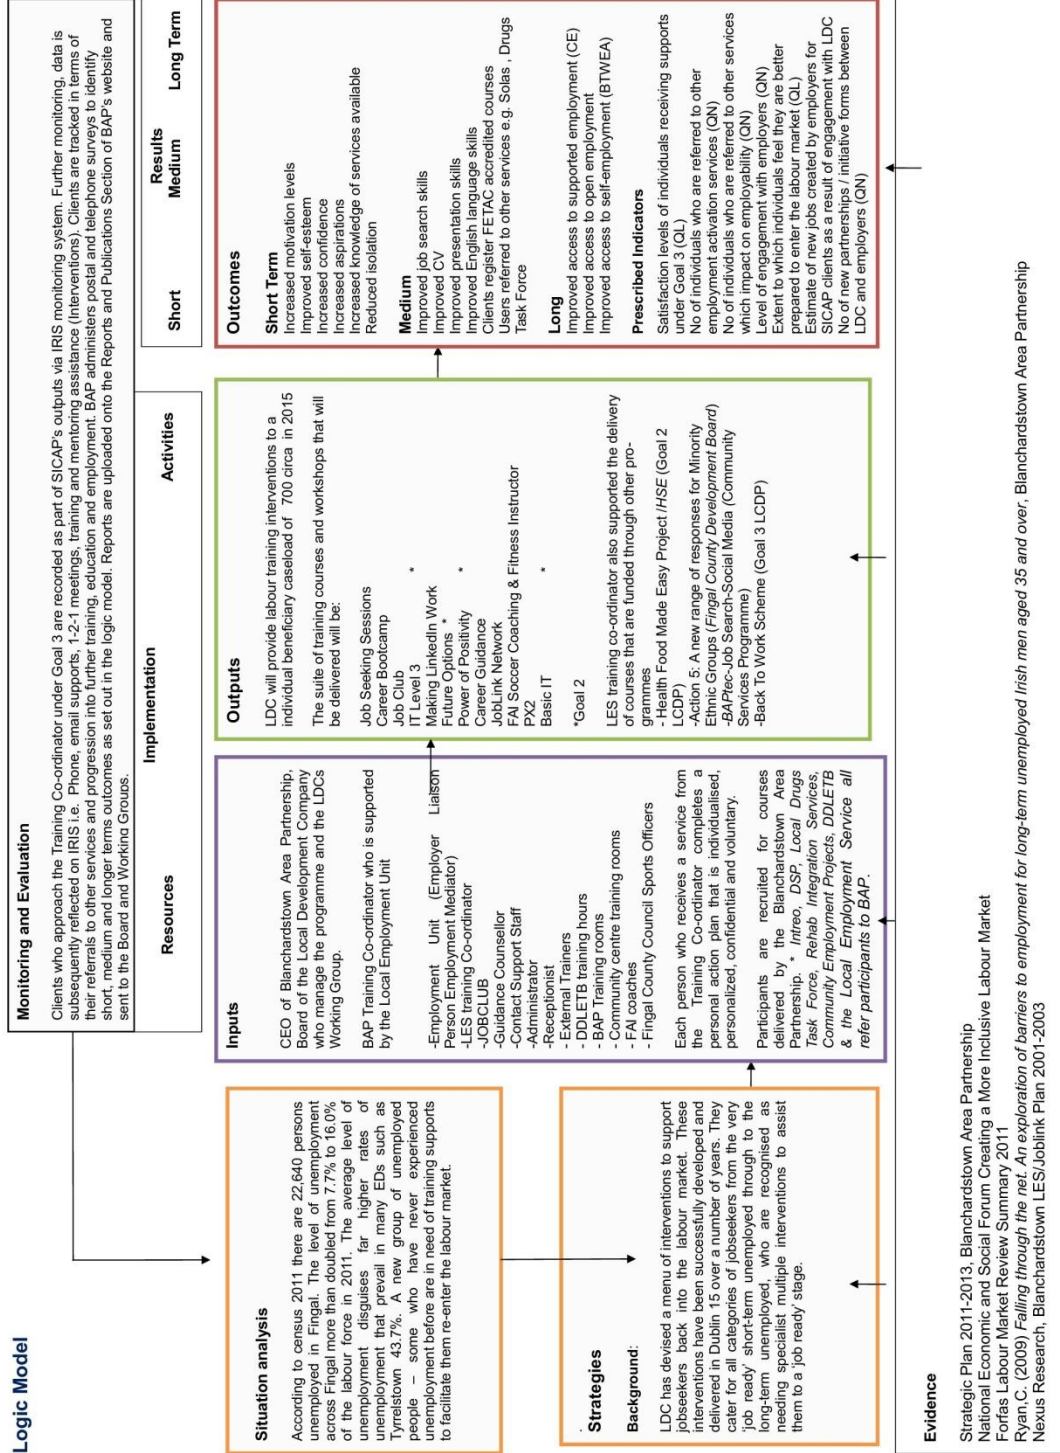 Logic Model
Monitoring and Evaluation
Clients who approach the Training Co-ordinator under Goal 3 are recorded as part of SICAP's outputs via IRIS monitoring system. Further monitoring, data is
subsequently reflected on IRIS i.e. Phone, email supports, 1-2-1 meetings, training and mentoring assistance (Interventions). Clients are tracked in terms of
their referrals to other services and progression into further training, education and employment. BAP administers postal and telephone surveys to identify
short, medium and longer terms outcomes as set out in the logic model. Reports are uploaded onto the Reports and Publications Section of BAP's website and
sent to the Board and Working Groups.
Implementation
Resources
Activities
Results
Short
Medium
Long Term
Situation analysis
According to census 2011 there are 22,640 persons
unemployed in Fingal. The level of unemployment
across Fingal more than doubled from 7.7% to 16.0%
of the labour force in 2011. The average level of
unemployment disguises far higher rates of
unemployment that prevail in many EDs such as
Tyrrelstown 43.7%. A new group of unemployed
people – some who have never experienced
unemployment before are in need of training supports
to facilitate them re-enter the labour market.
Strategies
Background:
LDC has devised a menu of interventions to support
jobseekers back into the labour market. These
interventions have been successfully developed and
delivered in Dublin 15 over a number of years. They
cater for all categories of jobseekers from the very
'job ready' short-term unemployed through to the
long-term unemployed, who are recognised as
needing specialist multiple interventions to assist
them to a 'job ready' stage.
Inputs
CEO of Blanchardstown Area Partnership,
Board of the Local Development Company
who manage the programme and the LDCs
Working Group.
BAP Training Co-ordinator who is supported
by the Local Employment Unit
-Employment Unit (Employer Liaison
Person Employment Mediator)
-LES training Co-ordinator
-JOBCLUB
-Guidance Counsellor
-Contact Support Staff
-Administrator
-Receptionist
- External Trainers
- DDLETB training hours
- BAP Training rooms
- Community centre training rooms
- FAI coaches
- Fingal County Council Sports Officers
Each person who receives a service from
the Training Co-ordinator completes a
personal action plan that is individualised,
personalized, confidential and voluntary.
Participants are recruited for courses
delivered by the Blanchardstown Area
Partnership. * Intreo, DSP, Local Drugs
Task Force, Rehab Integration Services,
Community Employment Projects, DDLETB
& the Local Employment Service all
refer participants to BAP.
Outputs
LDC will provide labour training interventions to a
individual beneficiary caseload of 700 circa in 2015
The suite of training courses and workshops that will
be delivered will be:
Job Seeking Sessions
Career Bootcamp
Job Club
IT Level 3 *
Making LinkedIn Work
Future Options *
Power of Positivity *
Career Guidance
JobLink Network
FAI Soccer Coaching & Fitness Instructor
PX2
Basic IT *
*Goal 2
LES training co-ordinator also supported the delivery
of courses that are funded through other pro-
grammes
- Health Food Made Easy Project /HSE (Goal 2
LCDP)
-Action 5: A new range of responses for Minority
Ethnic Groups (Fingal County Development Board)
-BAPtec-Job Search-Social Media (Community
Services Programme)
-Back To Work Scheme (Goal 3 LCDP)
Outcomes
Short Term
Increased motivation levels
Improved self-esteem
Increased confidence
Increased aspirations
Increased knowledge of services available
Reduced isolation
Medium
Improved job search skills
Improved CV
Improved presentation skills
Improved English language skills
Clients register FETAC accredited courses
Users referred to other services e.g. Solas , Drugs
Task Force
Long
Improved access to supported employment (CE)
Improved access to open employment
Improved access to self-employment (BTWEA)
Prescribed Indicators
Satisfaction levels of individuals receiving supports
under Goal 3 (QL)
No of individuals who are referred to other
employment activation services (QN)
No of individuals who are referred to other services
which impact on employability (QN)
Level of engagement with employers (QN)
Extent to which individuals feel they are better
prepared to enter the labour market (QL)
Estimate of new jobs created by employers for
SICAP clients as a result of engagement with LDC
No of new partnerships / initiative forms between
LDC and employers (QN)
Evidence
Strategic Plan 2011-2013, Blanchardstown Area Partnership
National Economic and Social Forum Creating a More Inclusive Labour Market
Forfas Labour Market Review Summary 2011
Ryan,C. (2009) Falling through the net. An exploration of barriers to employment for long-term unemployed Irish men aged 35 and over, Blanchardstown Area Partnership
Nexus Research, Blanchardstown LES/Joblink Plan 2001-2003